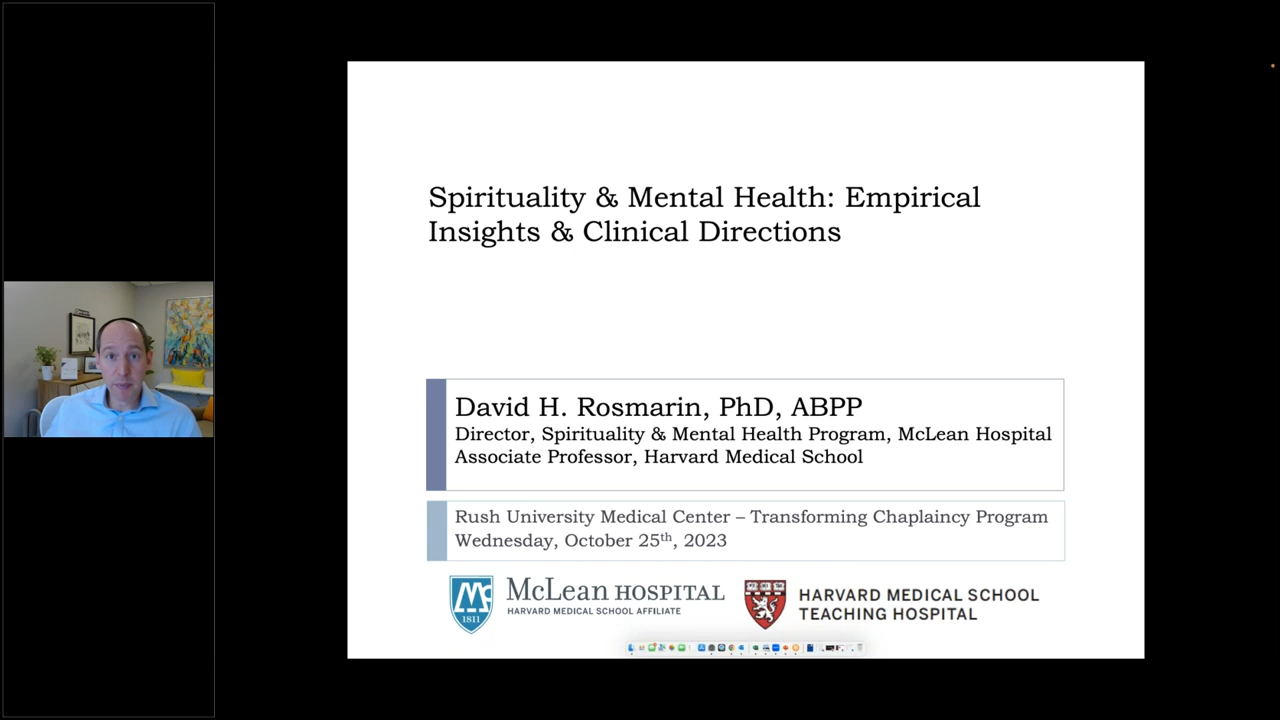 Spirituality & Mental Health: Empirical
Insights & Clinical Directions
David H. Rosmarin, PhD, ABPP
Director, Spirituality & Mental Health Program, McLean Hospital
Associate Professor, Harvard Medical School
Rush University Medical Center – Transforming Chaplaincy Program
Wednesday, October 25th, 2023
1811
McLean HOSPITAL
HARVARD MEDICAL SCHOOL AFFILIATE
HARVARD MEDICAL SCHOOL
TEACHING HOSPITAL